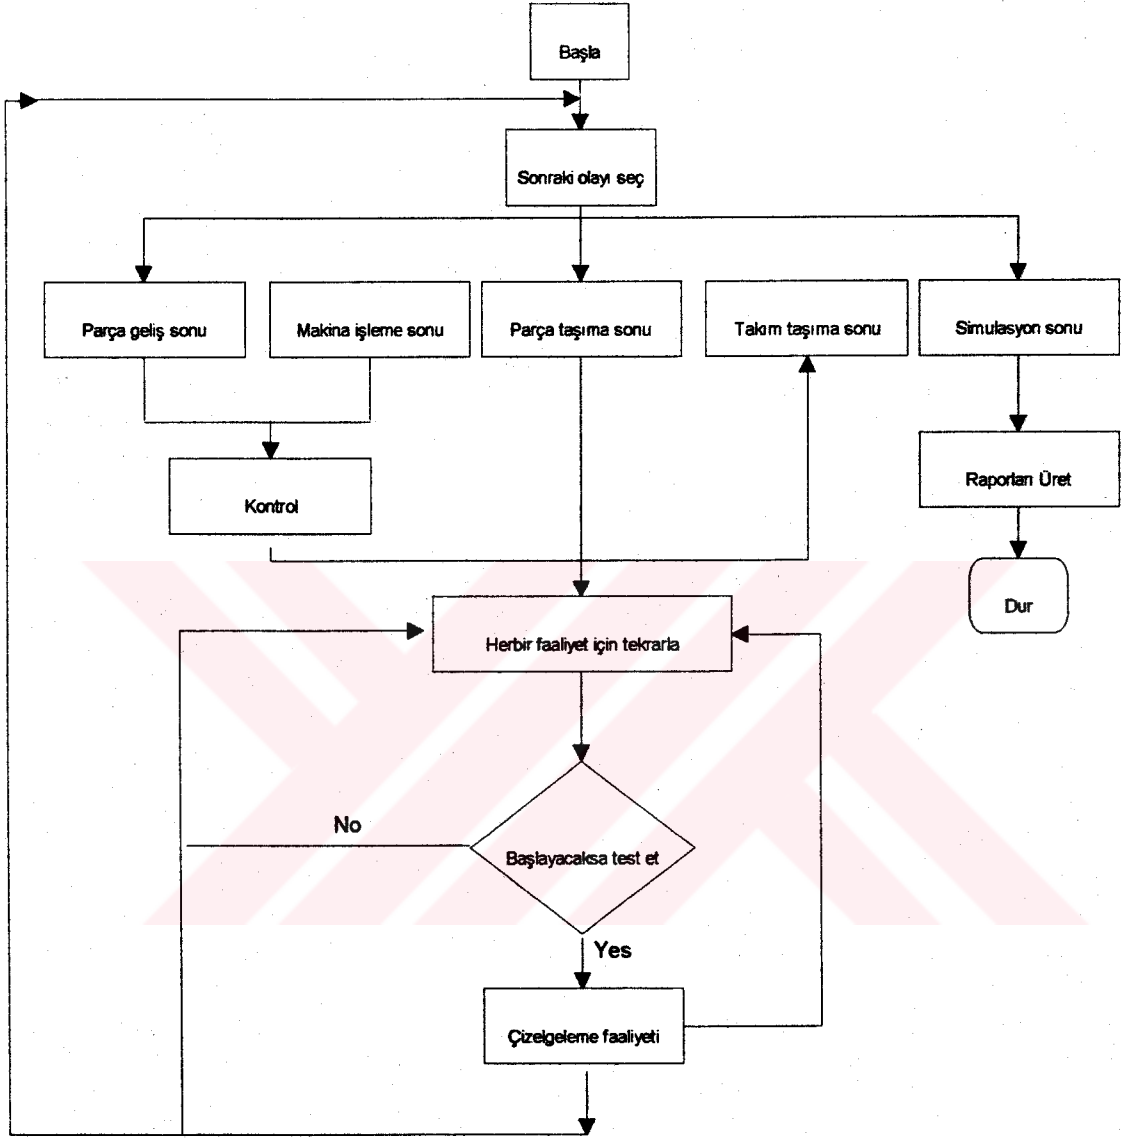 Başla
Sonraki olayı seç
Parça geliş sonu
Makina işleme sonu
Parça taşıma sonu
Takım taşıma sonu
Simulasyon sonu
Kontrol
Raporları Üret
Dur
Herbir faaliyet için tekrarla
No
Başlayacaksa test et
Yes
Çizelgeleme faaliyeti